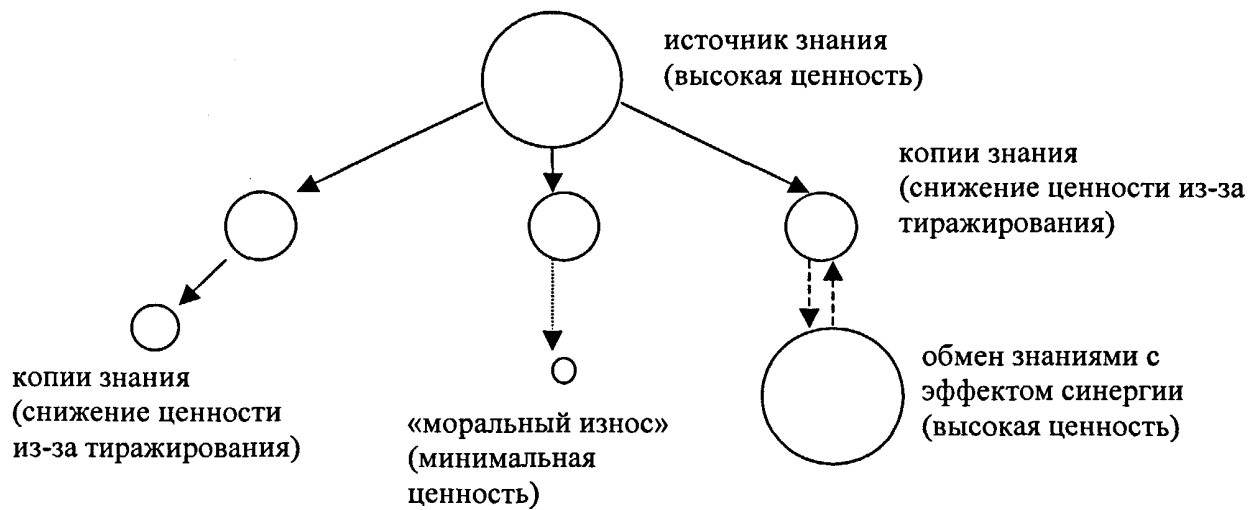 источник знания
(высокая ценность)
копии знания
(снижение ценности из-за
тиражирования)
копии знания
(снижение ценности
из-за тиражирования)
«моральный износ»
(минимальная
ценность)
обмен знаниями с
эффектом синергии
(высокая ценность)